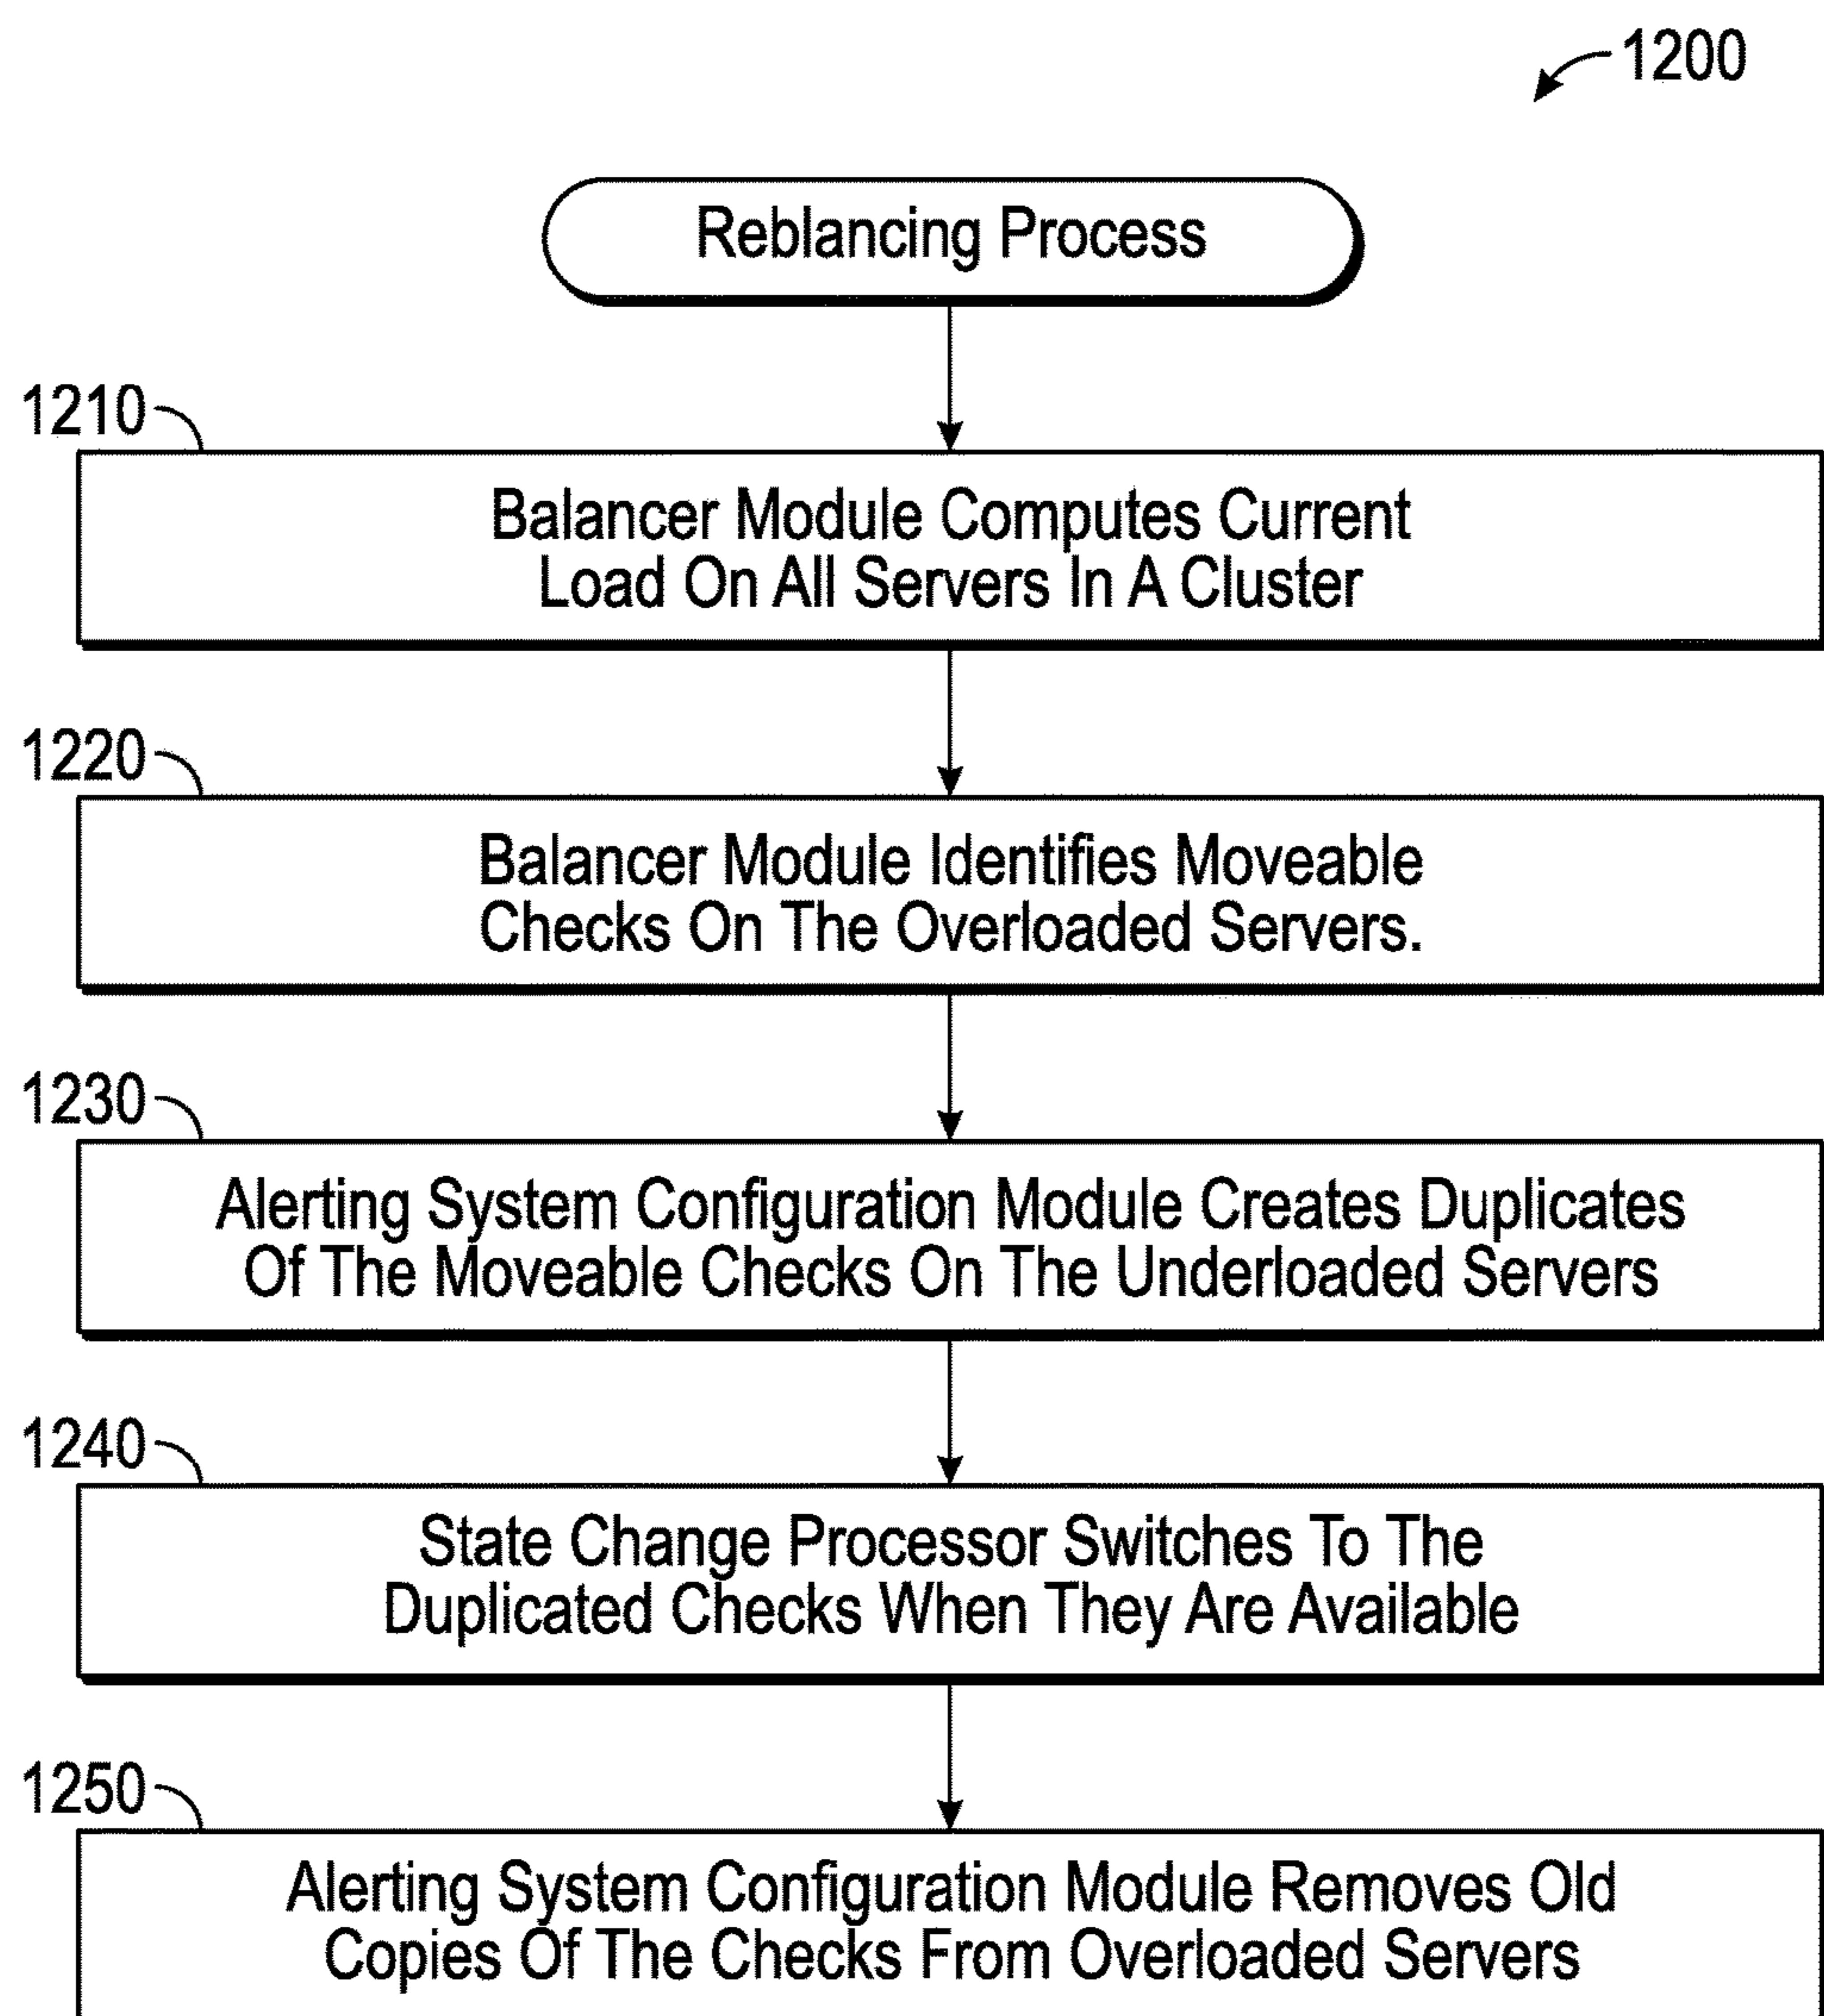 1200
Reblancing Process
1210
Balancer Module Computes Current
Load On All Servers In A Cluster
1220
Balancer Module Identifies Moveable
Checks On The Overloaded Servers.
1230
Alerting System Configuration Module Creates Duplicates
Of The Moveable Checks On The Underloaded Servers
1240
State Change Processor Switches To The
Duplicated Checks When They Are Available
1250
Alerting System Configuration Module Removes Old
Copies Of The Checks From Overloaded Servers